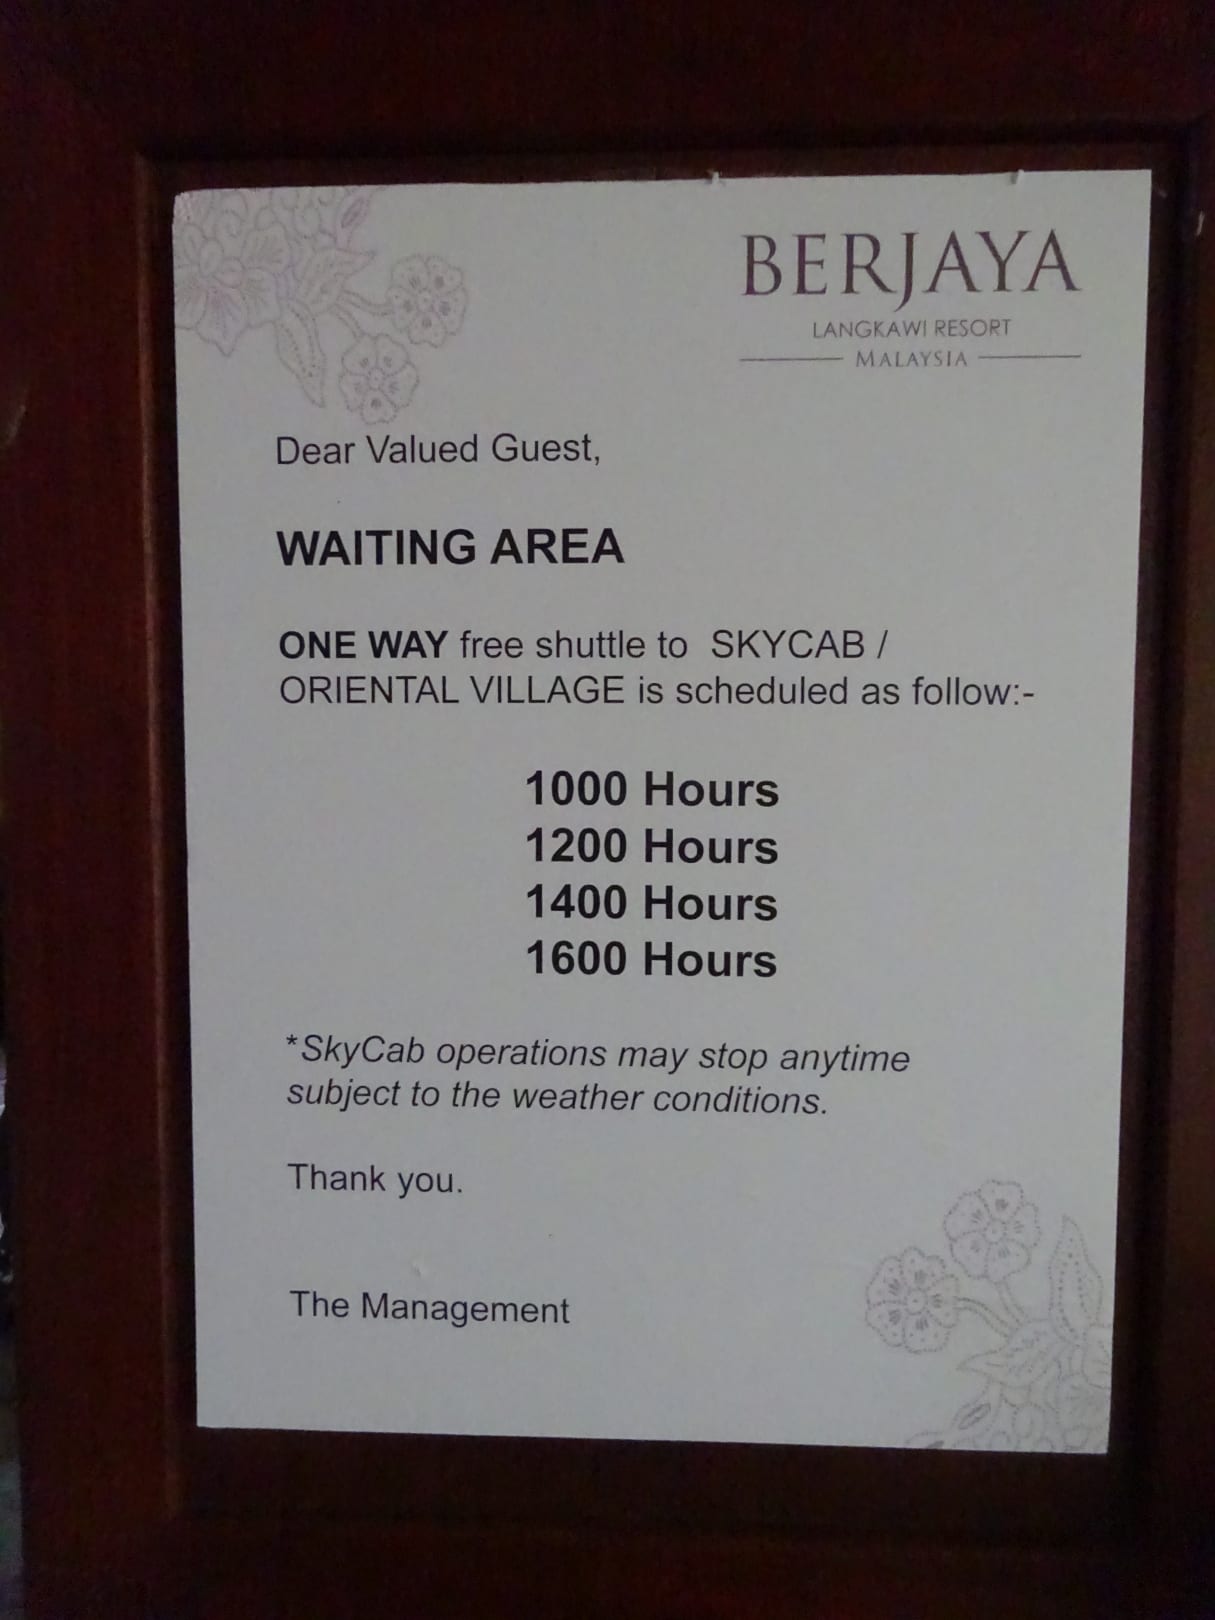 BERJAYA
LANGKAWI RESORT
MALAYSIA
Dear Valued Guest,
WAITING AREA
ONE WAY free shuttle to SKYCAB /
ORIENTAL VILLAGE is scheduled as follow:-
1000 Hours
1200 Hours
1400 Hours
1600 Hours
*SkyCab operations may stop anytime
subject to the weather conditions.
Thank you.
The Management